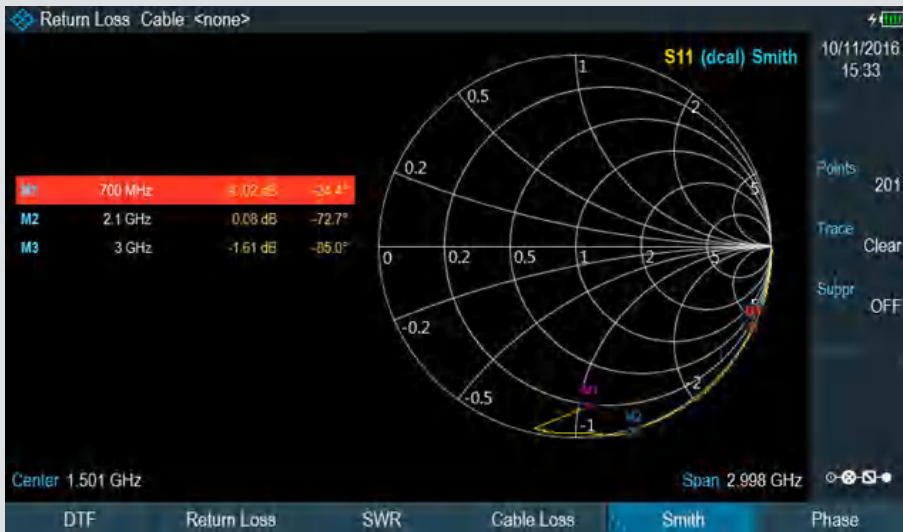 Return Loss Cable: <none>
10/11/2016
15:33
S11 (dcal) Smith
Points
201
Trace
Clear
Suppr
OFF
M1 700 MHz -24.4°
M2 2.1 GHz 0.08 dB -72.7°
M3 3 GHz -1.61 dB -85.0°
1
0.5
2
0.2
5
0 0.2 0.5 1 2 5
-0.2
M1
-0.5
-2
M1
M2
-1
Center 1.501 GHz
Span 2.998 GHz
DTF Return Loss SWR Cable Loss Smith Phase